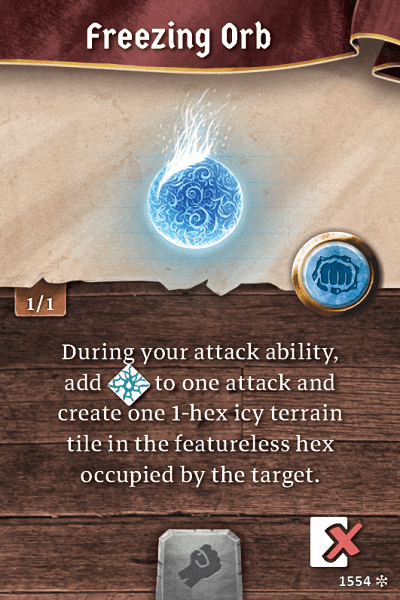 Freezing Orb
1/1
During your attack ability,
add to one attack and
create one 1-hex icy terrain
tile in the featureless hex
occupied by the target.
1554